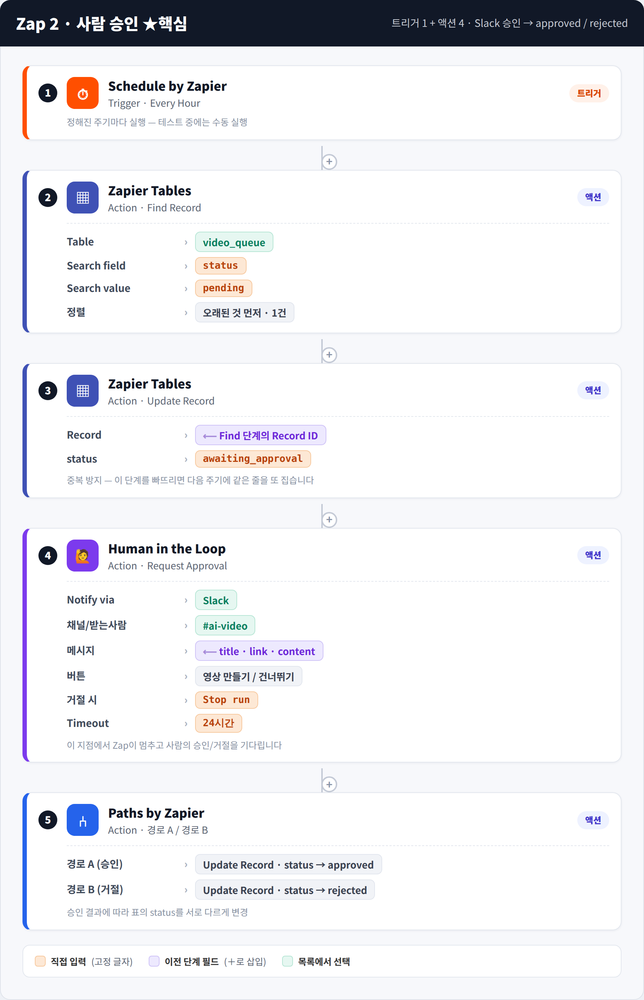 Zap 2 · 사람 승인 ★핵심
트리거 1 + 액션 4 · Slack 승인 → approved / rejected
1
Schedule by Zapier
Trigger · Every Hour
트리거
정해진 주기마다 실행 — 테스트 중에는 수동 실행
+
2
Zapier Tables
Action · Find Record
액션
Table › video_queue
Search field › status
Search value › pending
정렬 › 오래된 것 먼저 · 1건
+
3
Zapier Tables
Action · Update Record
액션
Record › ⟵ Find 단계의 Record ID
status › awaiting_approval
중복 방지 — 이 단계를 빠뜨리면 다음 주기에 같은 줄을 또 집습니다
+
4
Human in the Loop
Action · Request Approval
액션
Notify via › Slack
채널/받는사람 › #ai-video
메시지 › ⟵ title · link · content
버튼 › 영상 만들기 / 건너뛰기
거절 시 › Stop run
Timeout › 24시간
이 지점에서 Zap이 멈추고 사람의 승인/거절을 기다립니다
+
5
Paths by Zapier
Action · 경로 A / 경로 B
액션
경로 A (승인) › Update Record · status → approved
경로 B (거절) › Update Record · status → rejected
승인 결과에 따라 표의 status를 서로 다르게 변경
직접 입력 (고정 글자) 이전 단계 필드 (＋로 삽입) 목록에서 선택